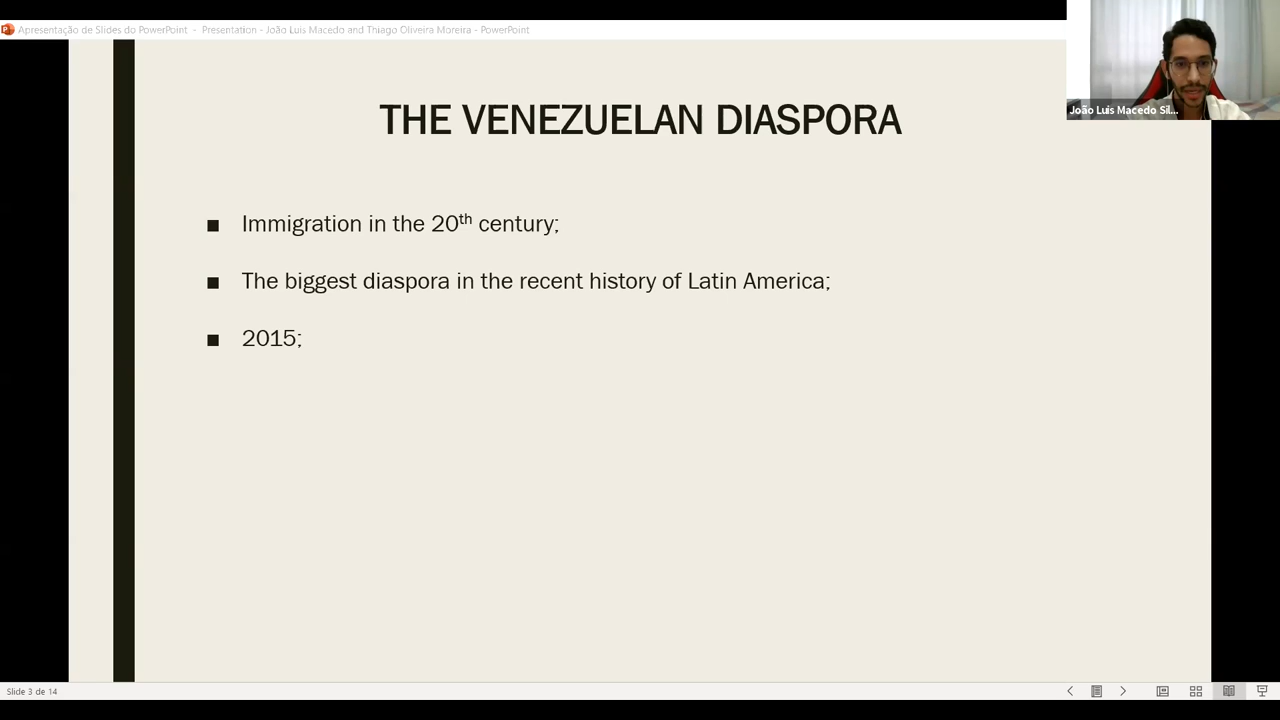 Apresentação de Slides do PowerPoint - Presentation - João Luis Macedo and Thiago Oliveira Moreira - PowerPoint
João Luis Macedo Sil...
THE VENEZUELAN DIASPORA
■ Immigration in the 20th century;
■ The biggest diaspora in the recent history of Latin America;
■ 2015;
Slide 3 de 14